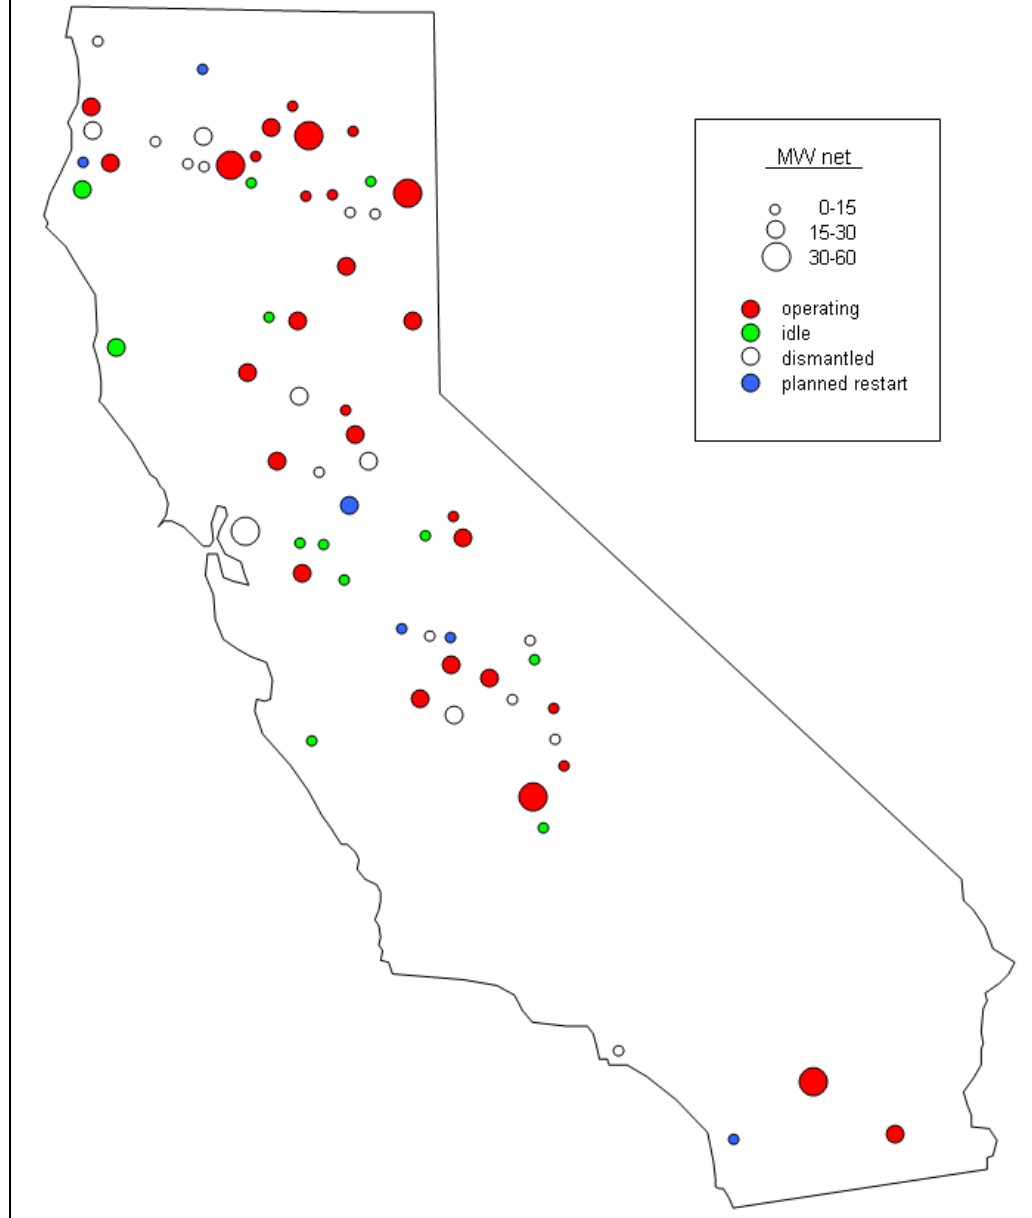 MW net
0-15
15-30
30-60
operating
idle
dismantled
planned restart